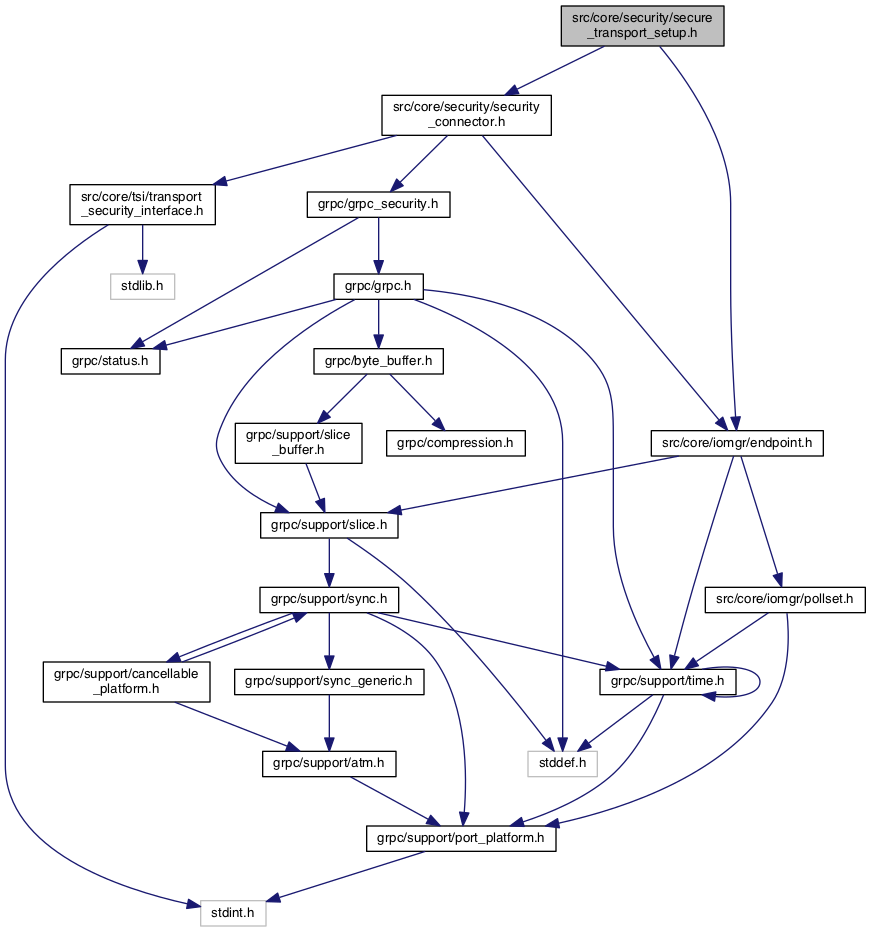 src/core/security/secure
_transport_setup.h
src/core/security/security
_connector.h
src/core/tsi/transport
_security_interface.h
grpc/grpc_security.h
stdlib.h
grpc/grpc.h
grpc/status.h
grpc/byte_buffer.h
grpc/support/slice
_buffer.h
grpc/compression.h
src/core/iomgr/endpoint.h
grpc/support/slice.h
grpc/support/sync.h
src/core/iomgr/pollset.h
grpc/support/cancellable
_platform.h
grpc/support/sync_generic.h
grpc/support/time.h
grpc/support/atm.h
stddef.h
grpc/support/port_platform.h
stdint.h